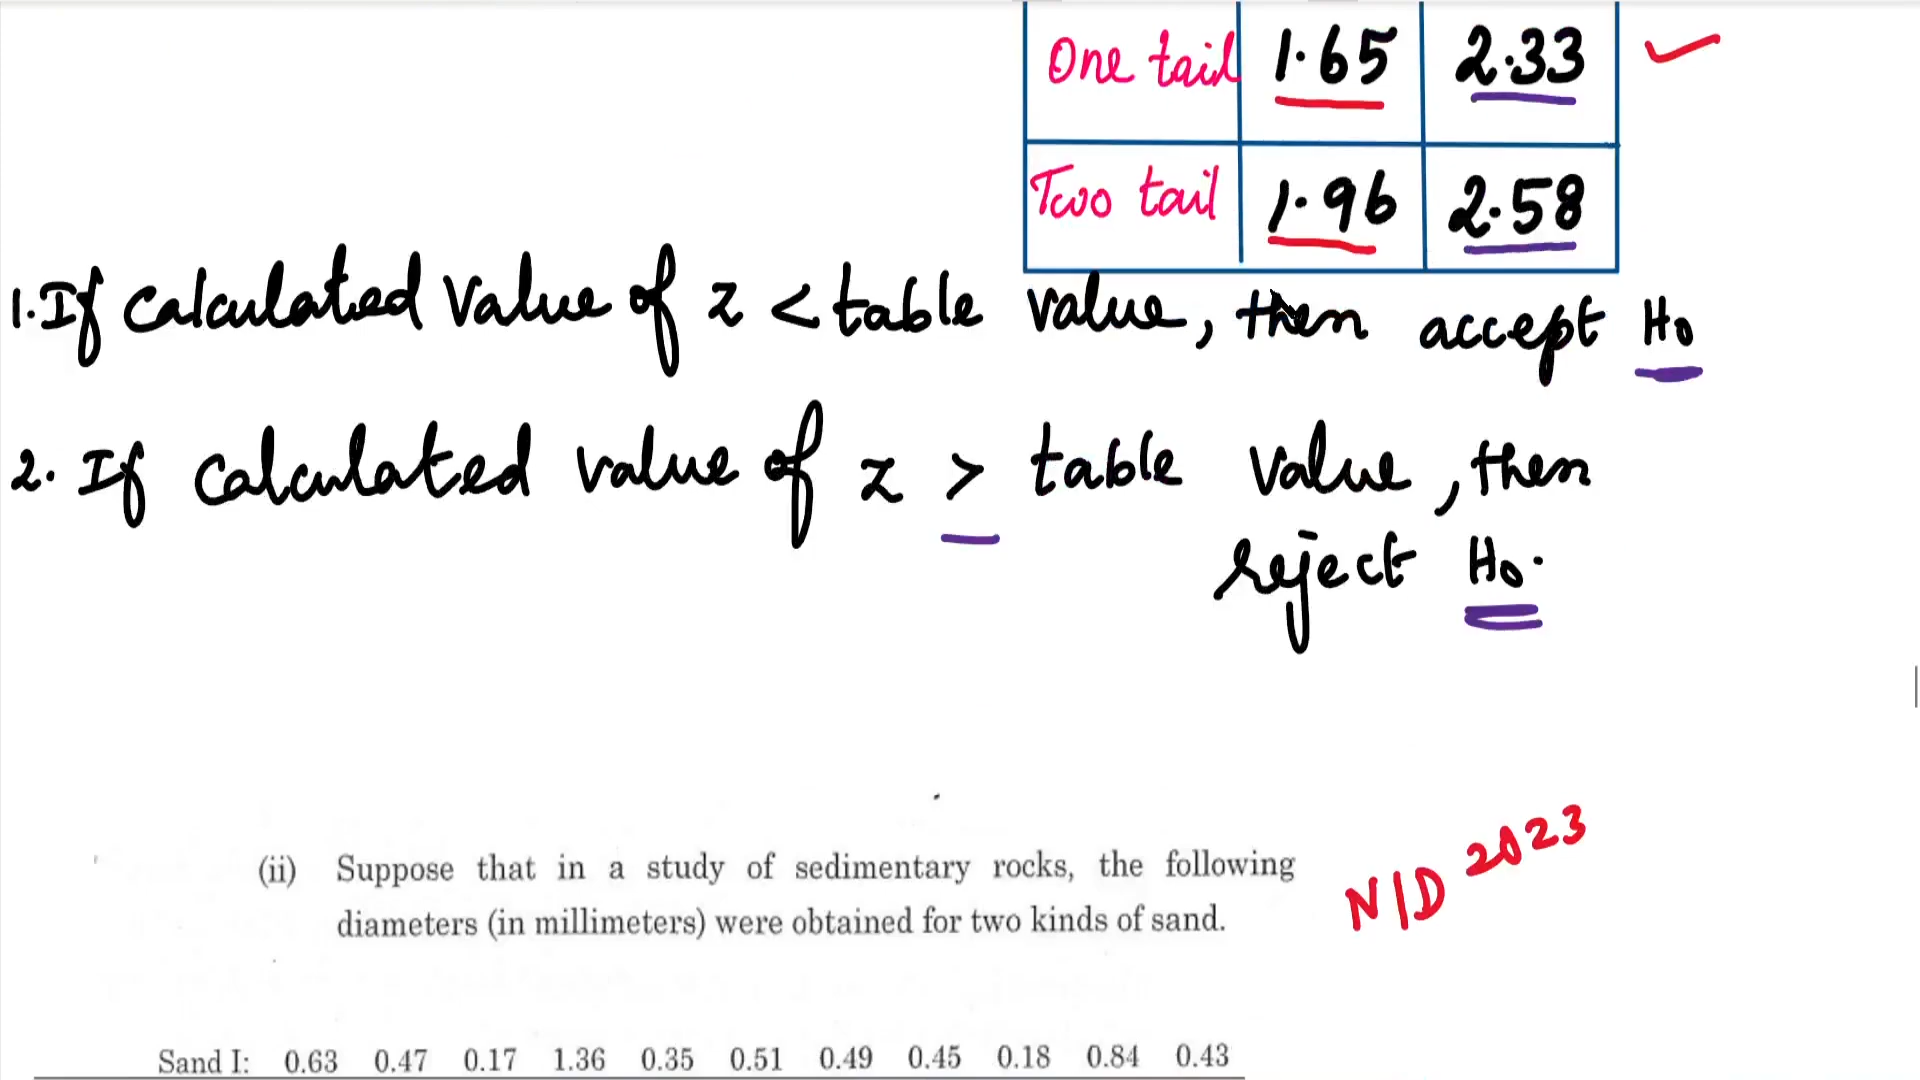 One tail 1.65 2.33
Two tail 1.96 2.58
1. If calculated value of z < table value, then accept H0
2. If calculated value of z > table value, then
reject H0.
N/D 2023
(ii) Suppose that in a study of sedimentary rocks, the following
diameters (in millimeters) were obtained for two kinds of sand.
Sand I: 0.63 0.47 0.17 1.36 0.35 0.51 0.49 0.45 0.18 0.84 0.43